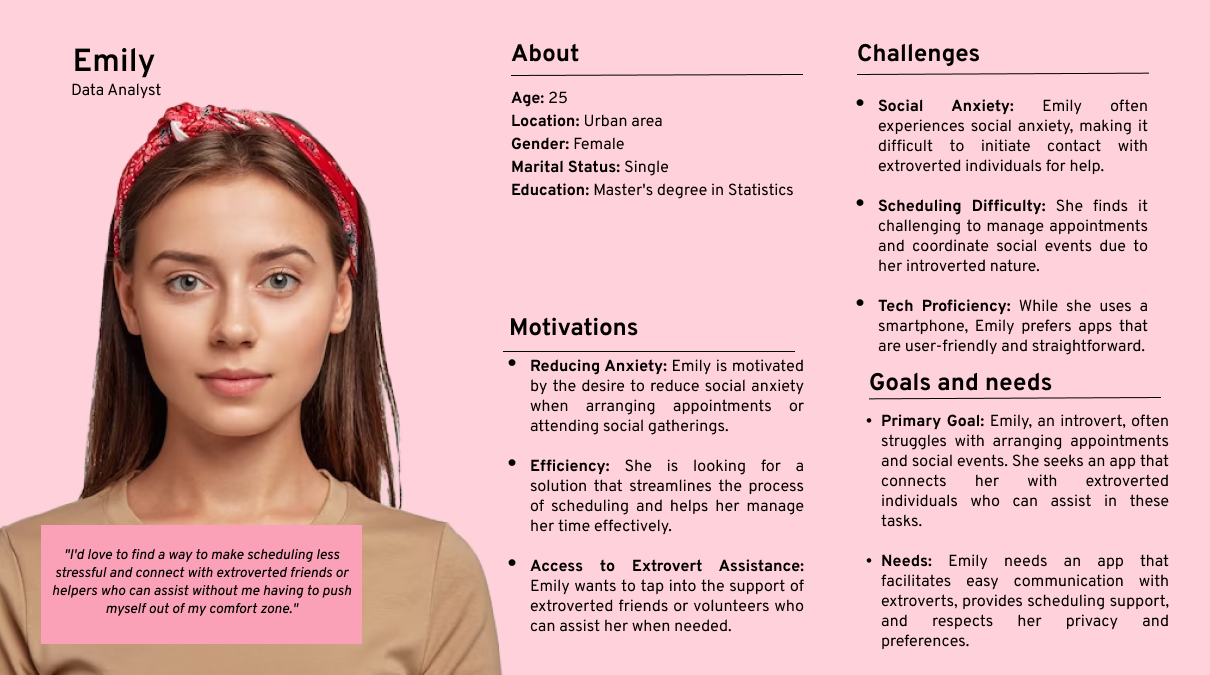 Emily
Data Analyst
"I'd love to find a way to make scheduling less
stressful and connect with extroverted friends or
helpers who can assist without me having to push
myself out of my comfort zone."
About
Age: 25
Location: Urban area
Gender: Female
Marital Status: Single
Education: Master's degree in Statistics
Motivations
• Reducing Anxiety: Emily is motivated
by the desire to reduce social anxiety
when arranging appointments or
attending social gatherings.
• Efficiency: She is looking for a
solution that streamlines the process
of scheduling and helps her manage
her time effectively.
• Access to Extrovert Assistance:
Emily wants to tap into the support of
extroverted friends or volunteers who
can assist her when needed.
Challenges
• Social Anxiety: Emily often
experiences social anxiety, making it
difficult to initiate contact with
extroverted individuals for help.
• Scheduling Difficulty: She finds it
challenging to manage appointments
and coordinate social events due to
her introverted nature.
• Tech Proficiency: While she uses a
smartphone, Emily prefers apps that
are user-friendly and straightforward.
Goals and needs
• Primary Goal: Emily, an introvert, often
struggles with arranging appointments
and social events. She seeks an app that
connects her with extroverted
individuals who can assist in these
tasks.
• Needs: Emily needs an app that
facilitates easy communication with
extroverts, provides scheduling support,
and respects her privacy and
preferences.